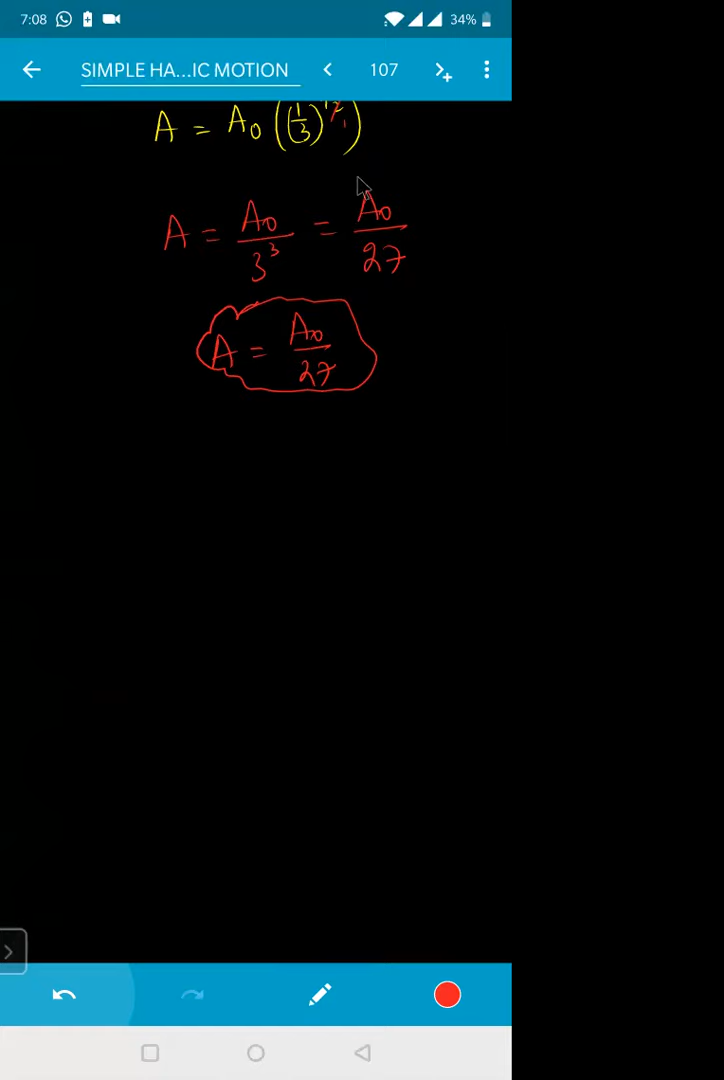 7:08 34%
SIMPLE HA...IC MOTION 107
A = A₀ (1/3)
A = A₀/3³ = A₀/27
A = A₀/27